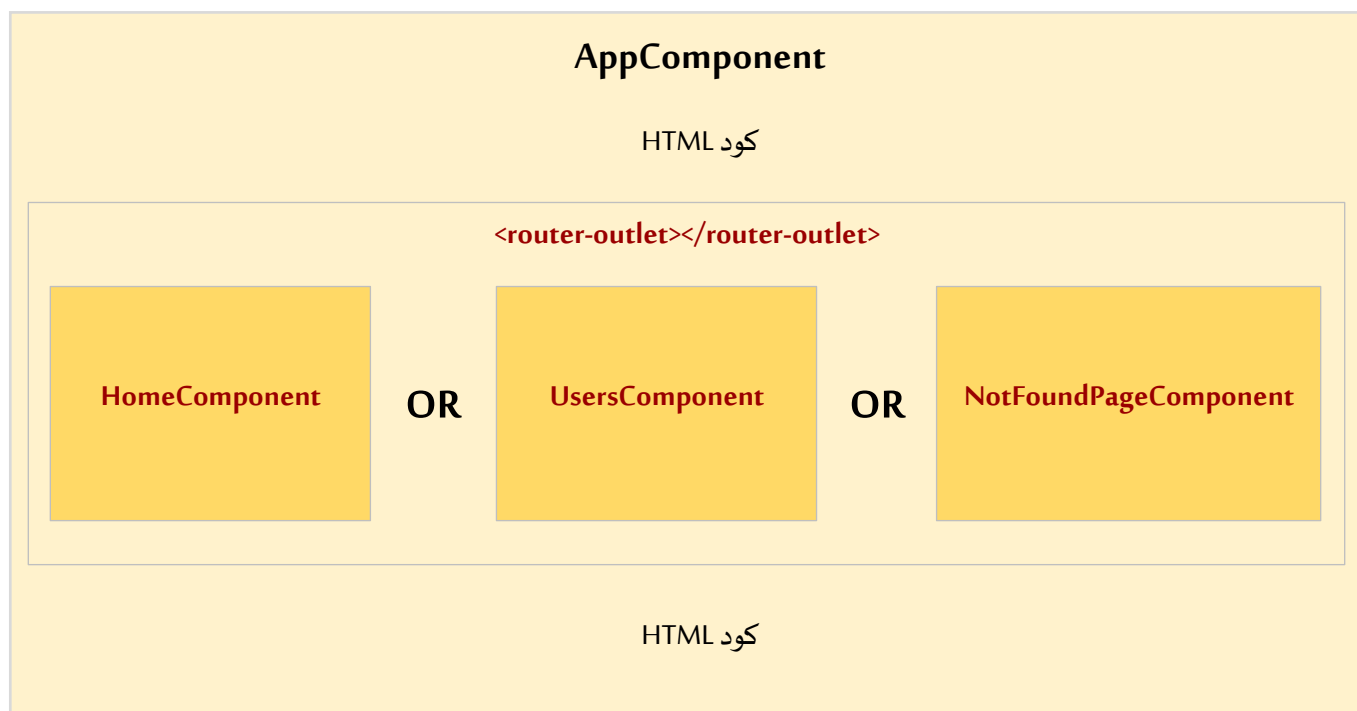 AppComponent
كود HTML
<router-outlet></router-outlet>
HomeComponent OR UsersComponent OR NotFoundPageComponent
كود HTML